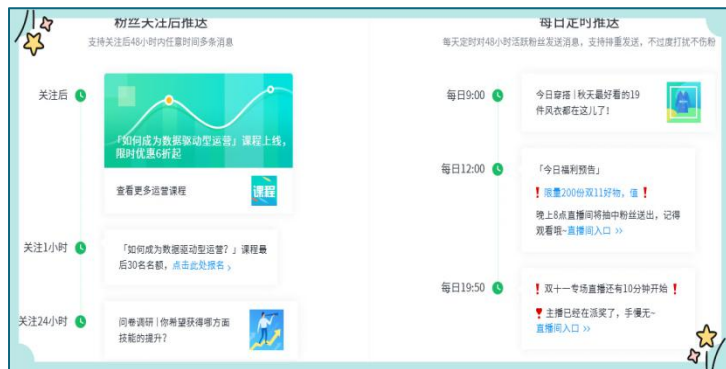 粉丝关注后推送
支持关注后48小时内任意时间多条消息
关注后
「如何成为数据驱动型运营」课程上线,
限时优惠6折起
查看更多运营课程
课程
关注1小时
「如何成为数据驱动型运营？」课程最
后30名名额，点击此处报名 >
关注24小时
问卷调研 | 你希望获得哪方面
技能的提升？
每日定时推送
每天定时对48小时活跃粉丝发送消息，支持排重发送，不过度打扰不伤粉
每日9:00
今日穿搭 | 秋天最好看的19
件风衣都在这儿了！
每日12:00
「今日福利预告」
❗ 限量200份双11好物，值 ❗
晚上8点直播间将抽中粉丝送出，记得
观看哦~直播间入口 >>
每日19:50
❗ 双十一专场直播还有10分钟开始 ❗
❣ 主播已经在派奖了，手慢无~
直播间入口 >>